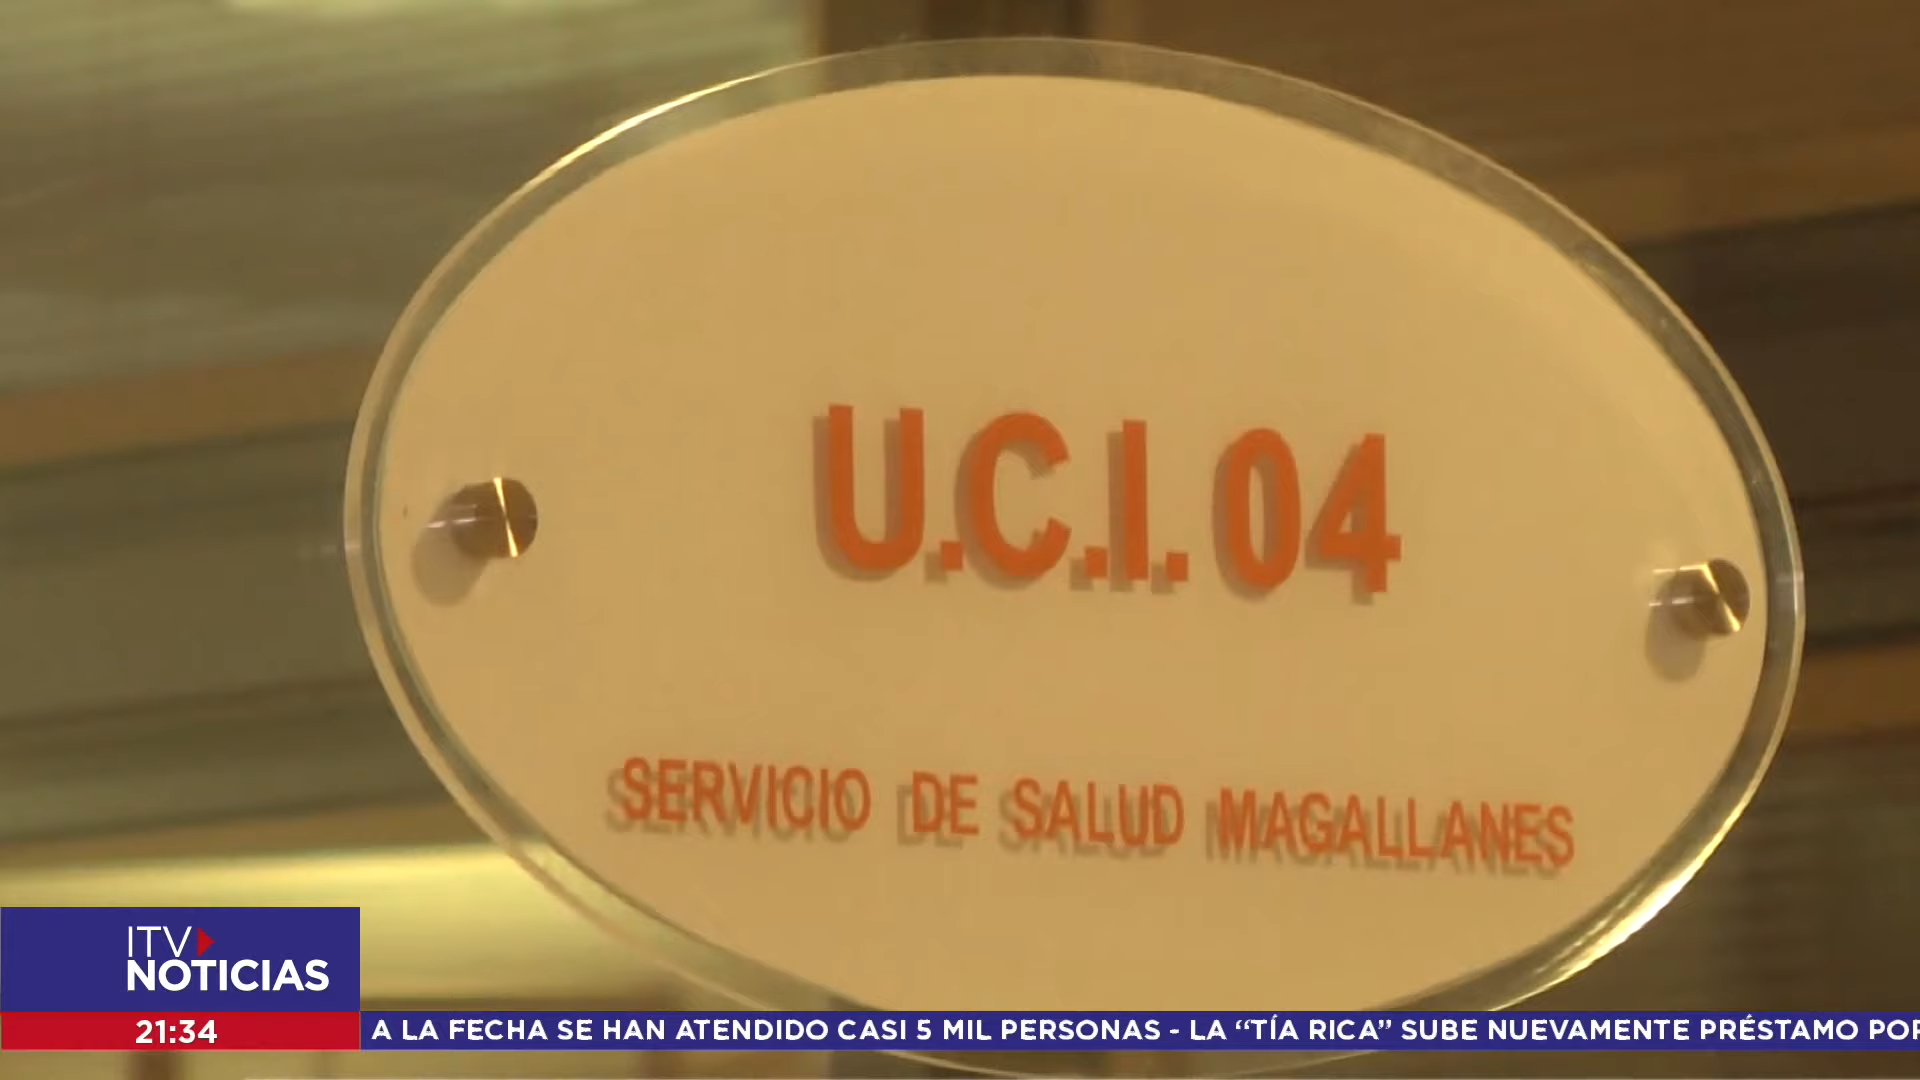 U.C.I. 04
SERVICIO DE SALUD MAGALLANES
ITV
NOTICIAS
21:34
A LA FECHA SE HAN ATENDIDO CASI 5 MIL PERSONAS - LA “TÍA RICA” SUBE NUEVAMENTE PRÉSTAMO POR